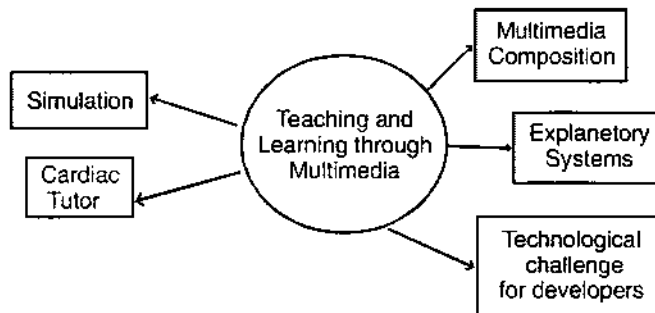 Multimedia
Composition
Simulation
Teaching and
Learning through
Multimedia
Explanetory
Systems
Cardiac
Tutor
Technological
challenge
for developers